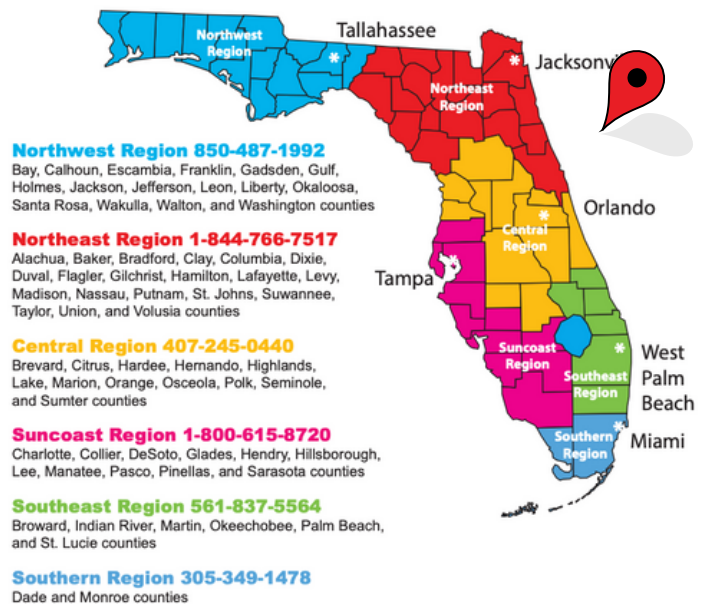 Tallahassee
Northwest
Region
Jacksonvi
Northeast
Region
Northwest Region 850-487-1992
Bay, Calhoun, Escambia, Franklin, Gadsden, Gulf,
Holmes, Jackson, Jefferson, Leon, Liberty, Okaloosa,
Santa Rosa, Wakulla, Walton, and Washington counties
Orlando
Central
Region
Northeast Region 1-844-766-7517
Alachua, Baker, Bradford, Clay, Columbia, Dixie,
Duval, Flagler, Gilchrist, Hamilton, Lafayette, Levy,
Madison, Nassau, Putnam, St. Johns, Suwannee,
Taylor, Union, and Volusia counties
Tampa
Central Region 407-245-0440
Brevard, Citrus, Hardee, Hernando, Highlands,
Lake, Marion, Orange, Osceola, Polk, Seminole,
and Sumter counties
Suncoast
Region
Southeast
Region
West
Palm
Beach
Suncoast Region 1-800-615-8720
Charlotte, Collier, DeSoto, Glades, Hendry, Hillsborough,
Lee, Manatee, Pasco, Pinellas, and Sarasota counties
Southern
Region
Miami
Southeast Region 561-837-5564
Broward, Indian River, Martin, Okeechobee, Palm Beach,
and St. Lucie counties
Southern Region 305-349-1478
Dade and Monroe counties